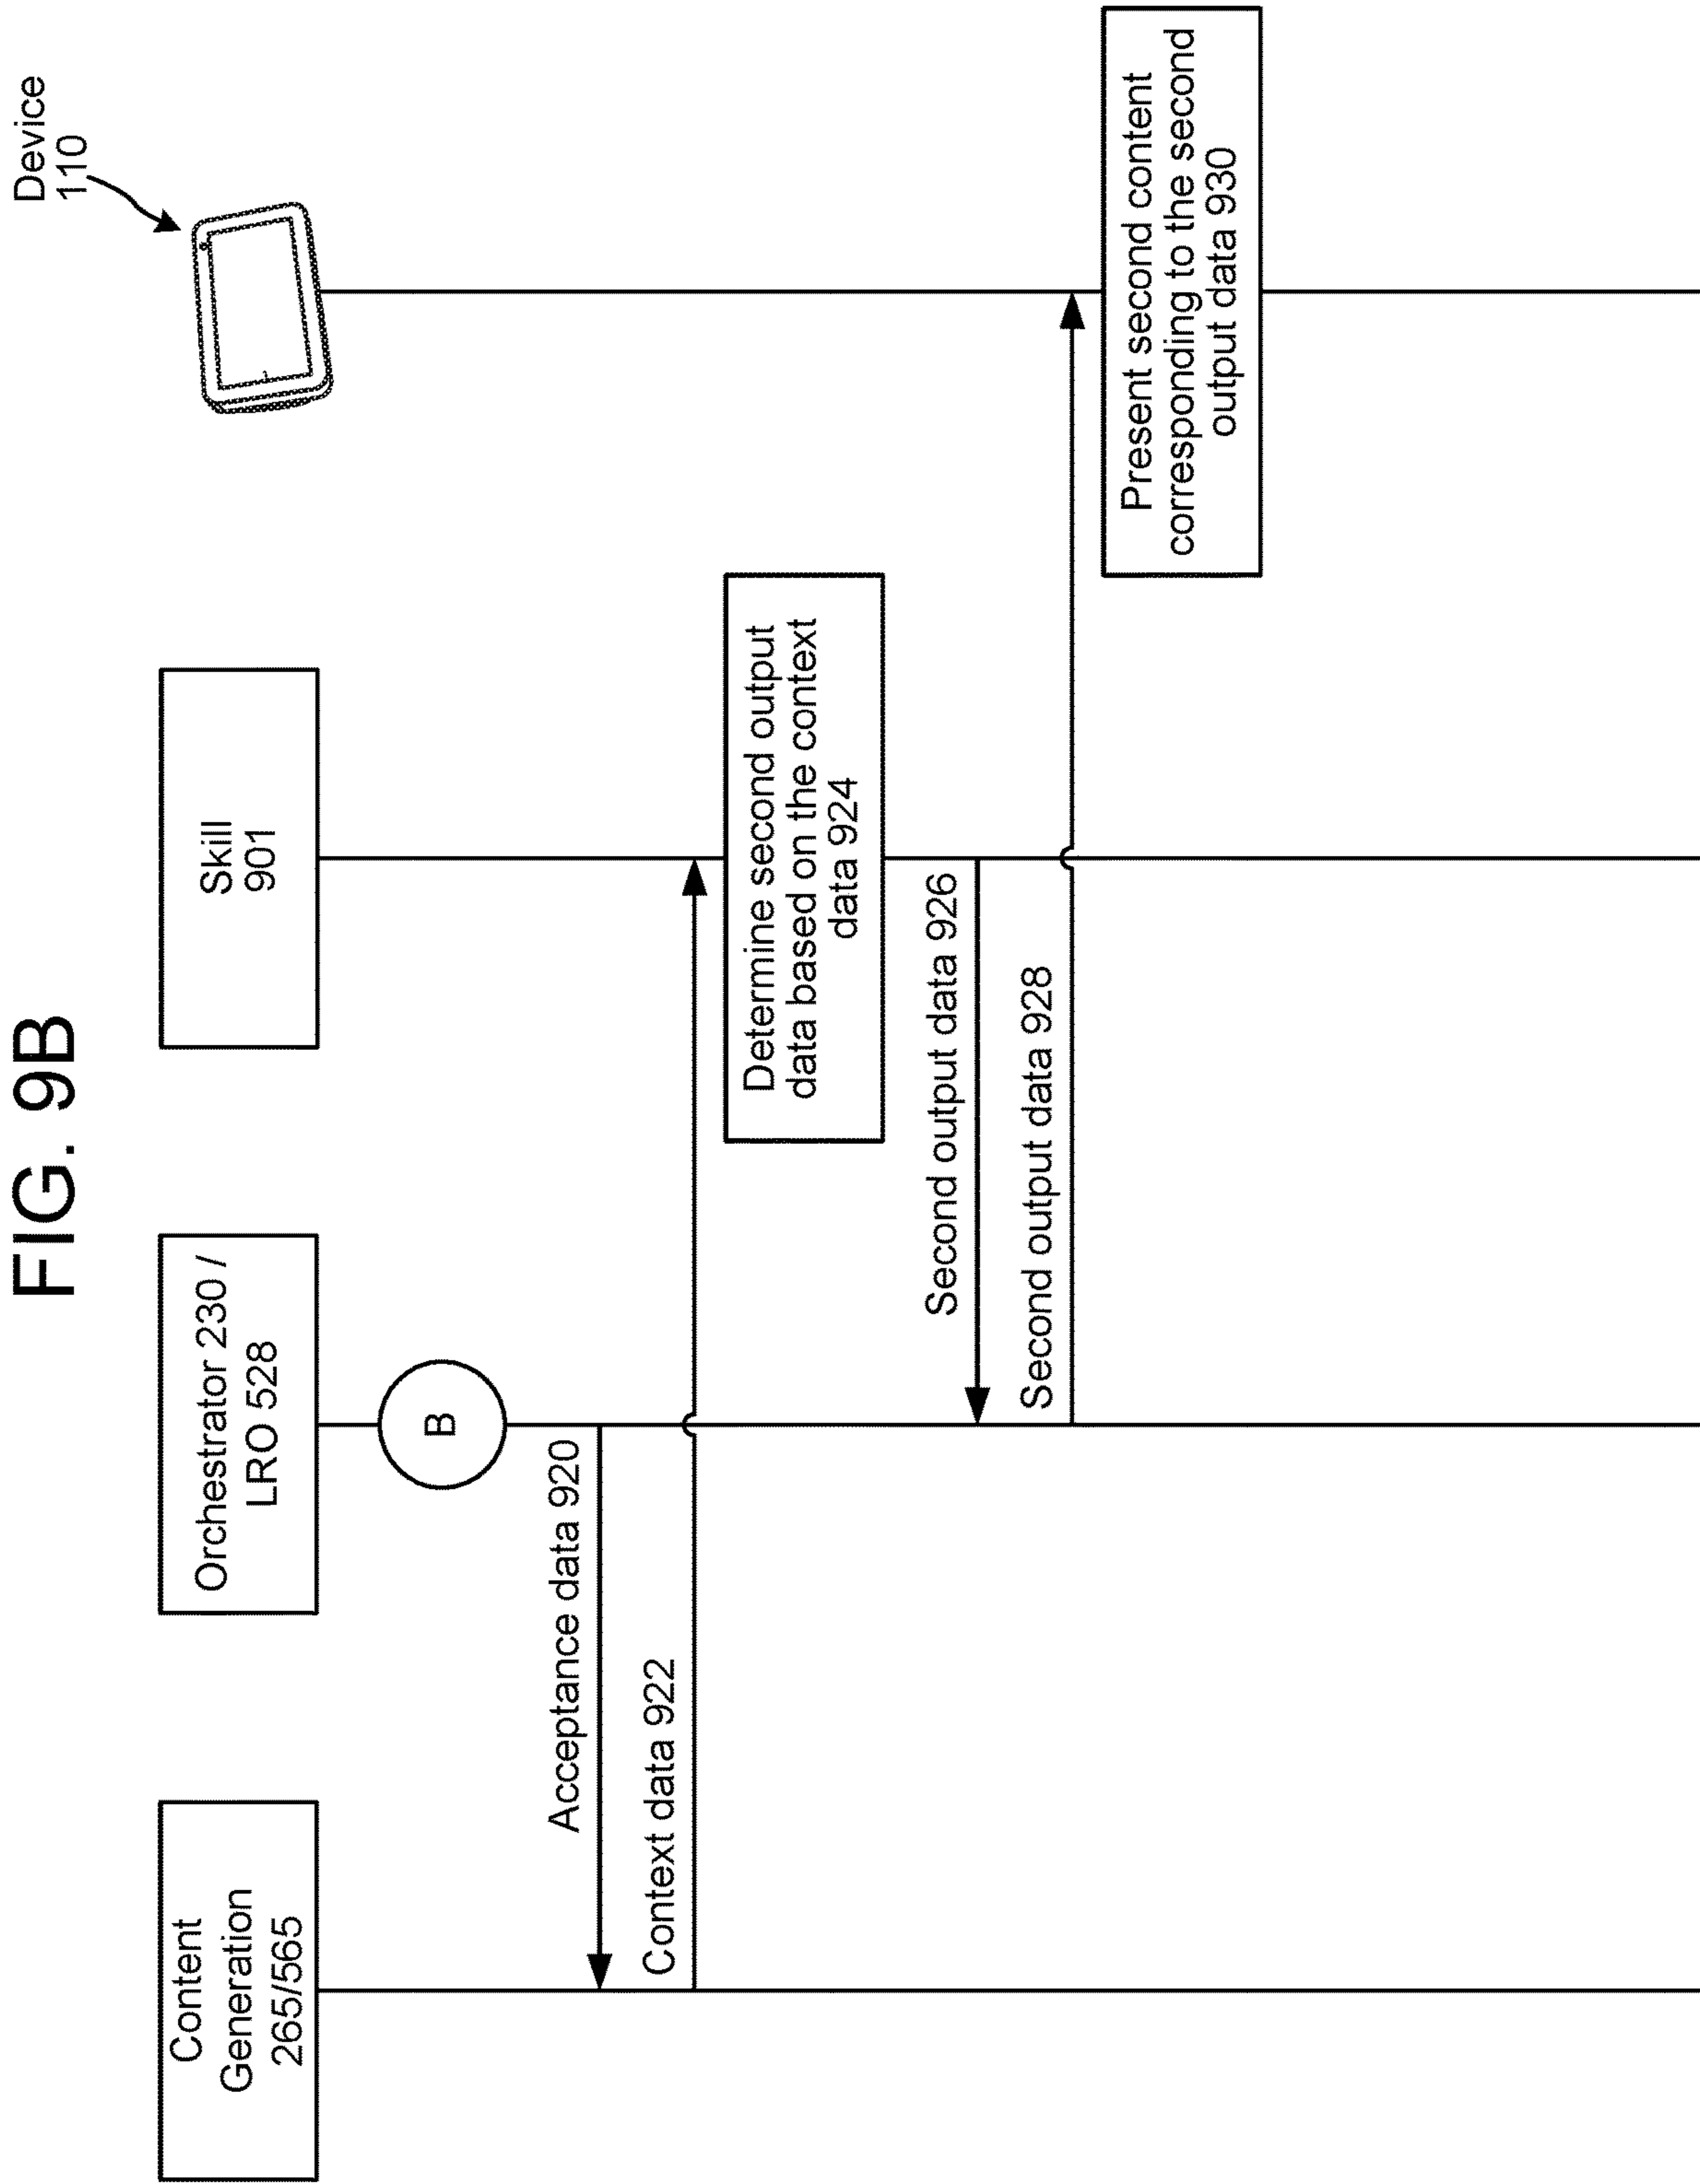 FIG. 9B
Content
Generation
265/565
Orchestrator 230 /
LRO 528
Skill
901
Device
110
B
Acceptance data 920
Context data 922
Determine second output
data based on the context
data 924
Second output data 926
Second output data 928
Present second content
corresponding to the second
output data 930